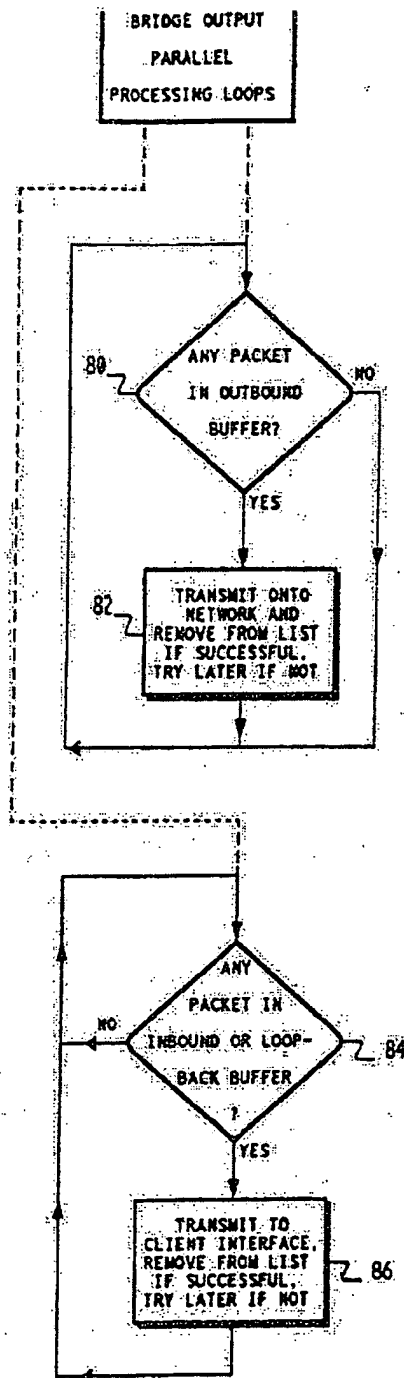 BRIDGE OUTPUT
PARALLEL
PROCESSING LOOPS
80
ANY PACKET
IN OUTBOUND
BUFFER?
NO
YES
82
TRANSMIT ONTO
NETWORK AND
REMOVE FROM LIST
IF SUCCESSFUL,
TRY LATER IF NOT
ANY
PACKET IN
INBOUND OR LOOP-
BACK BUFFER
?
NO
84
YES
TRANSMIT TO
CLIENT INTERFACE,
REMOVE FROM LIST
IF SUCCESSFUL,
TRY LATER IF NOT
86